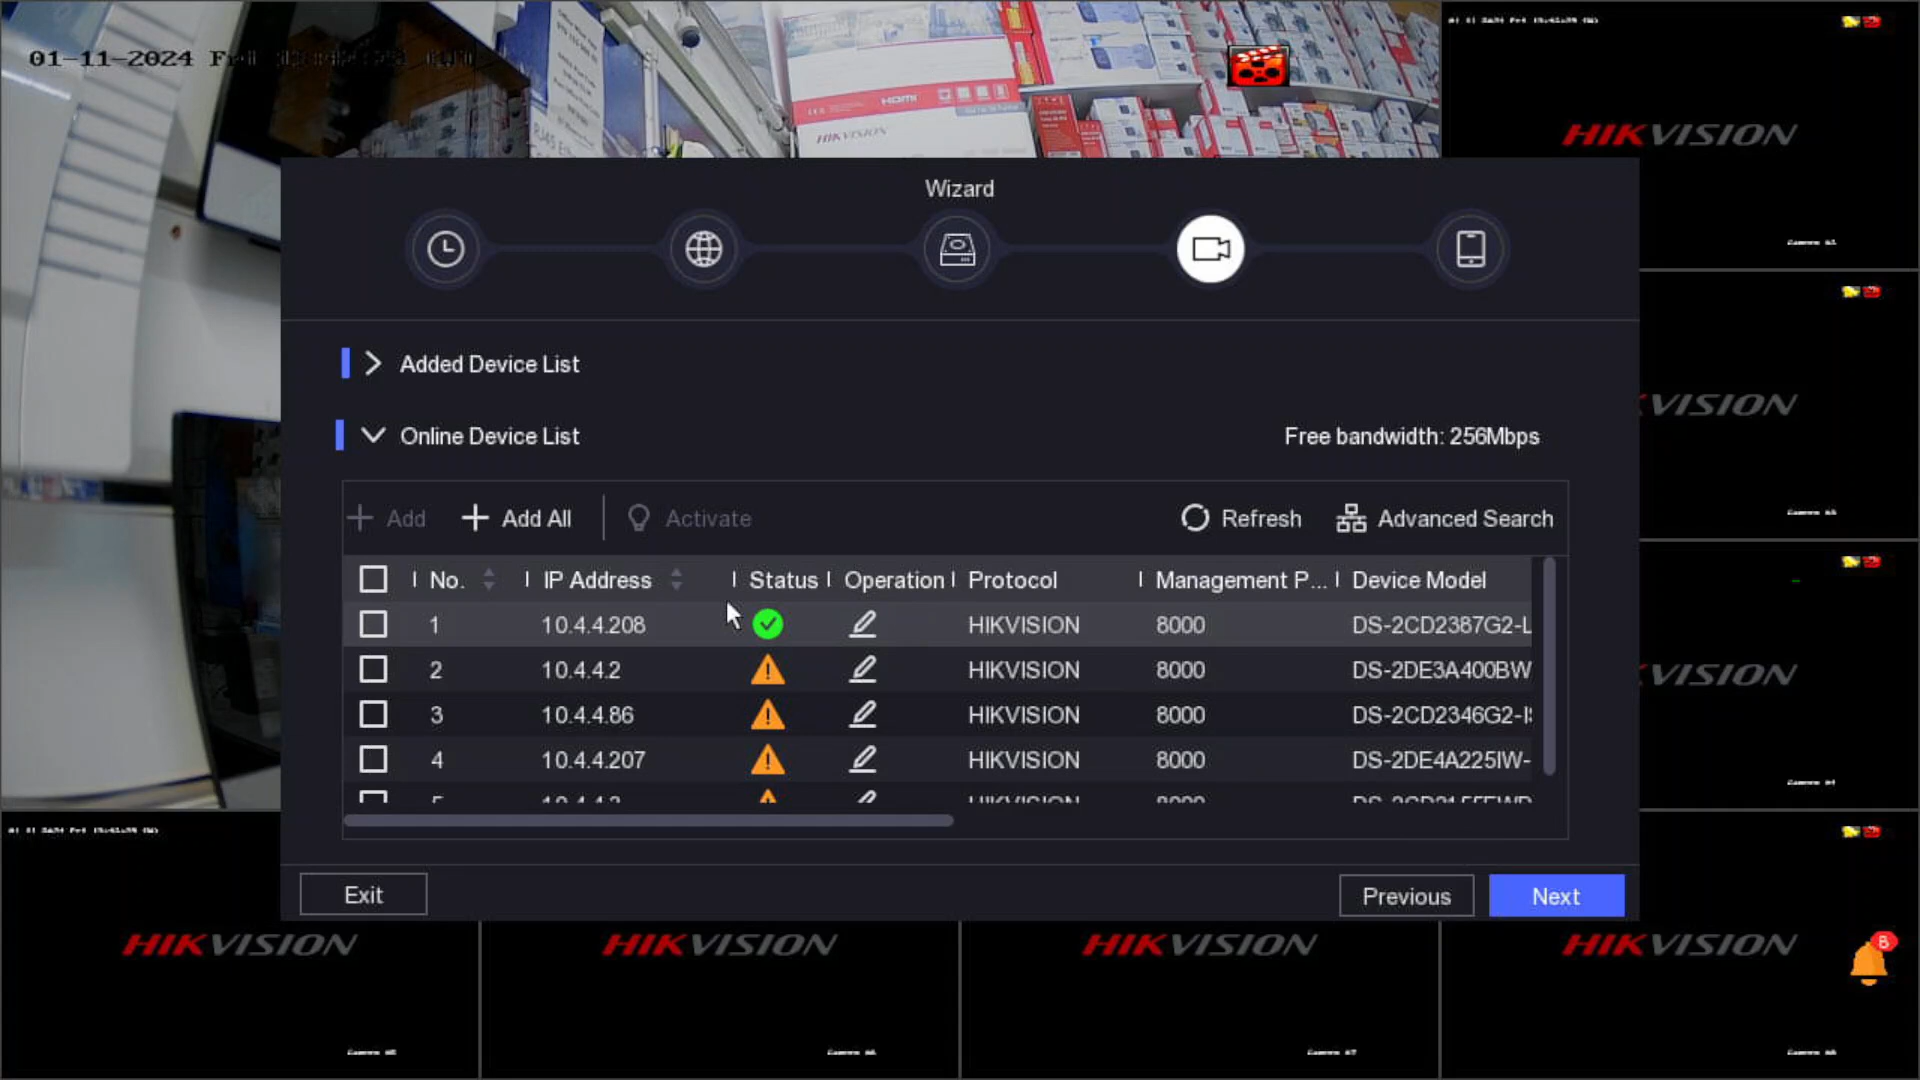 01-11-2024 Fri
HDMI
HIKVISION
HIKVISION
Wizard
Added Device List
Online Device List
Free bandwidth: 256Mbps
Add
Add All
Activate
Refresh
Advanced Search
No. IP Address Status Operation Protocol Management P... Device Model
1 10.4.4.208 HIKVISION 8000 DS-2CD2387G2-L
2 10.4.4.2 HIKVISION 8000 DS-2DE3A400BW
3 10.4.4.86 HIKVISION 8000 DS-2CD2346G2-I
4 10.4.4.207 HIKVISION 8000 DS-2DE4A225IW-
VISION
VISION
Exit
Previous
Next
HIKVISION
HIKVISION
HIKVISION
HIKVISION
8